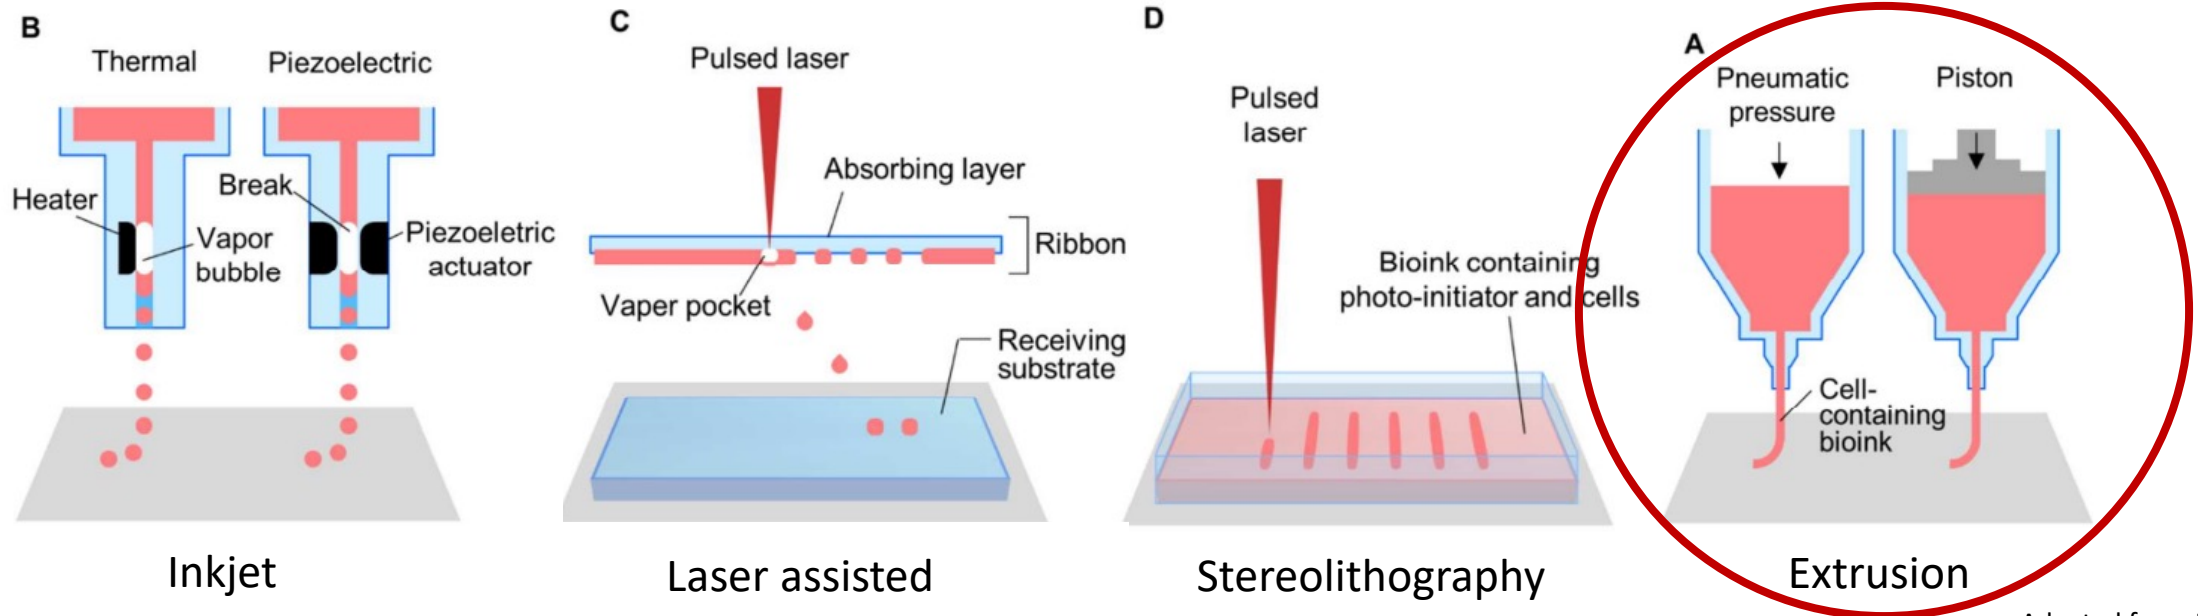 B
Thermal
Piezoelectric
Heater
Break
Vapor
bubble
Piezoeletric
actuator
Inkjet
C
Pulsed laser
Absorbing layer
Ribbon
Vaper pocket
Receiving
substrate
Laser assisted
D
Pulsed
laser
Bioink containing
photo-initiator and cells
Stereolithography
A
Pneumatic
pressure
Piston
Cell-
containing
bioink
Extrusion